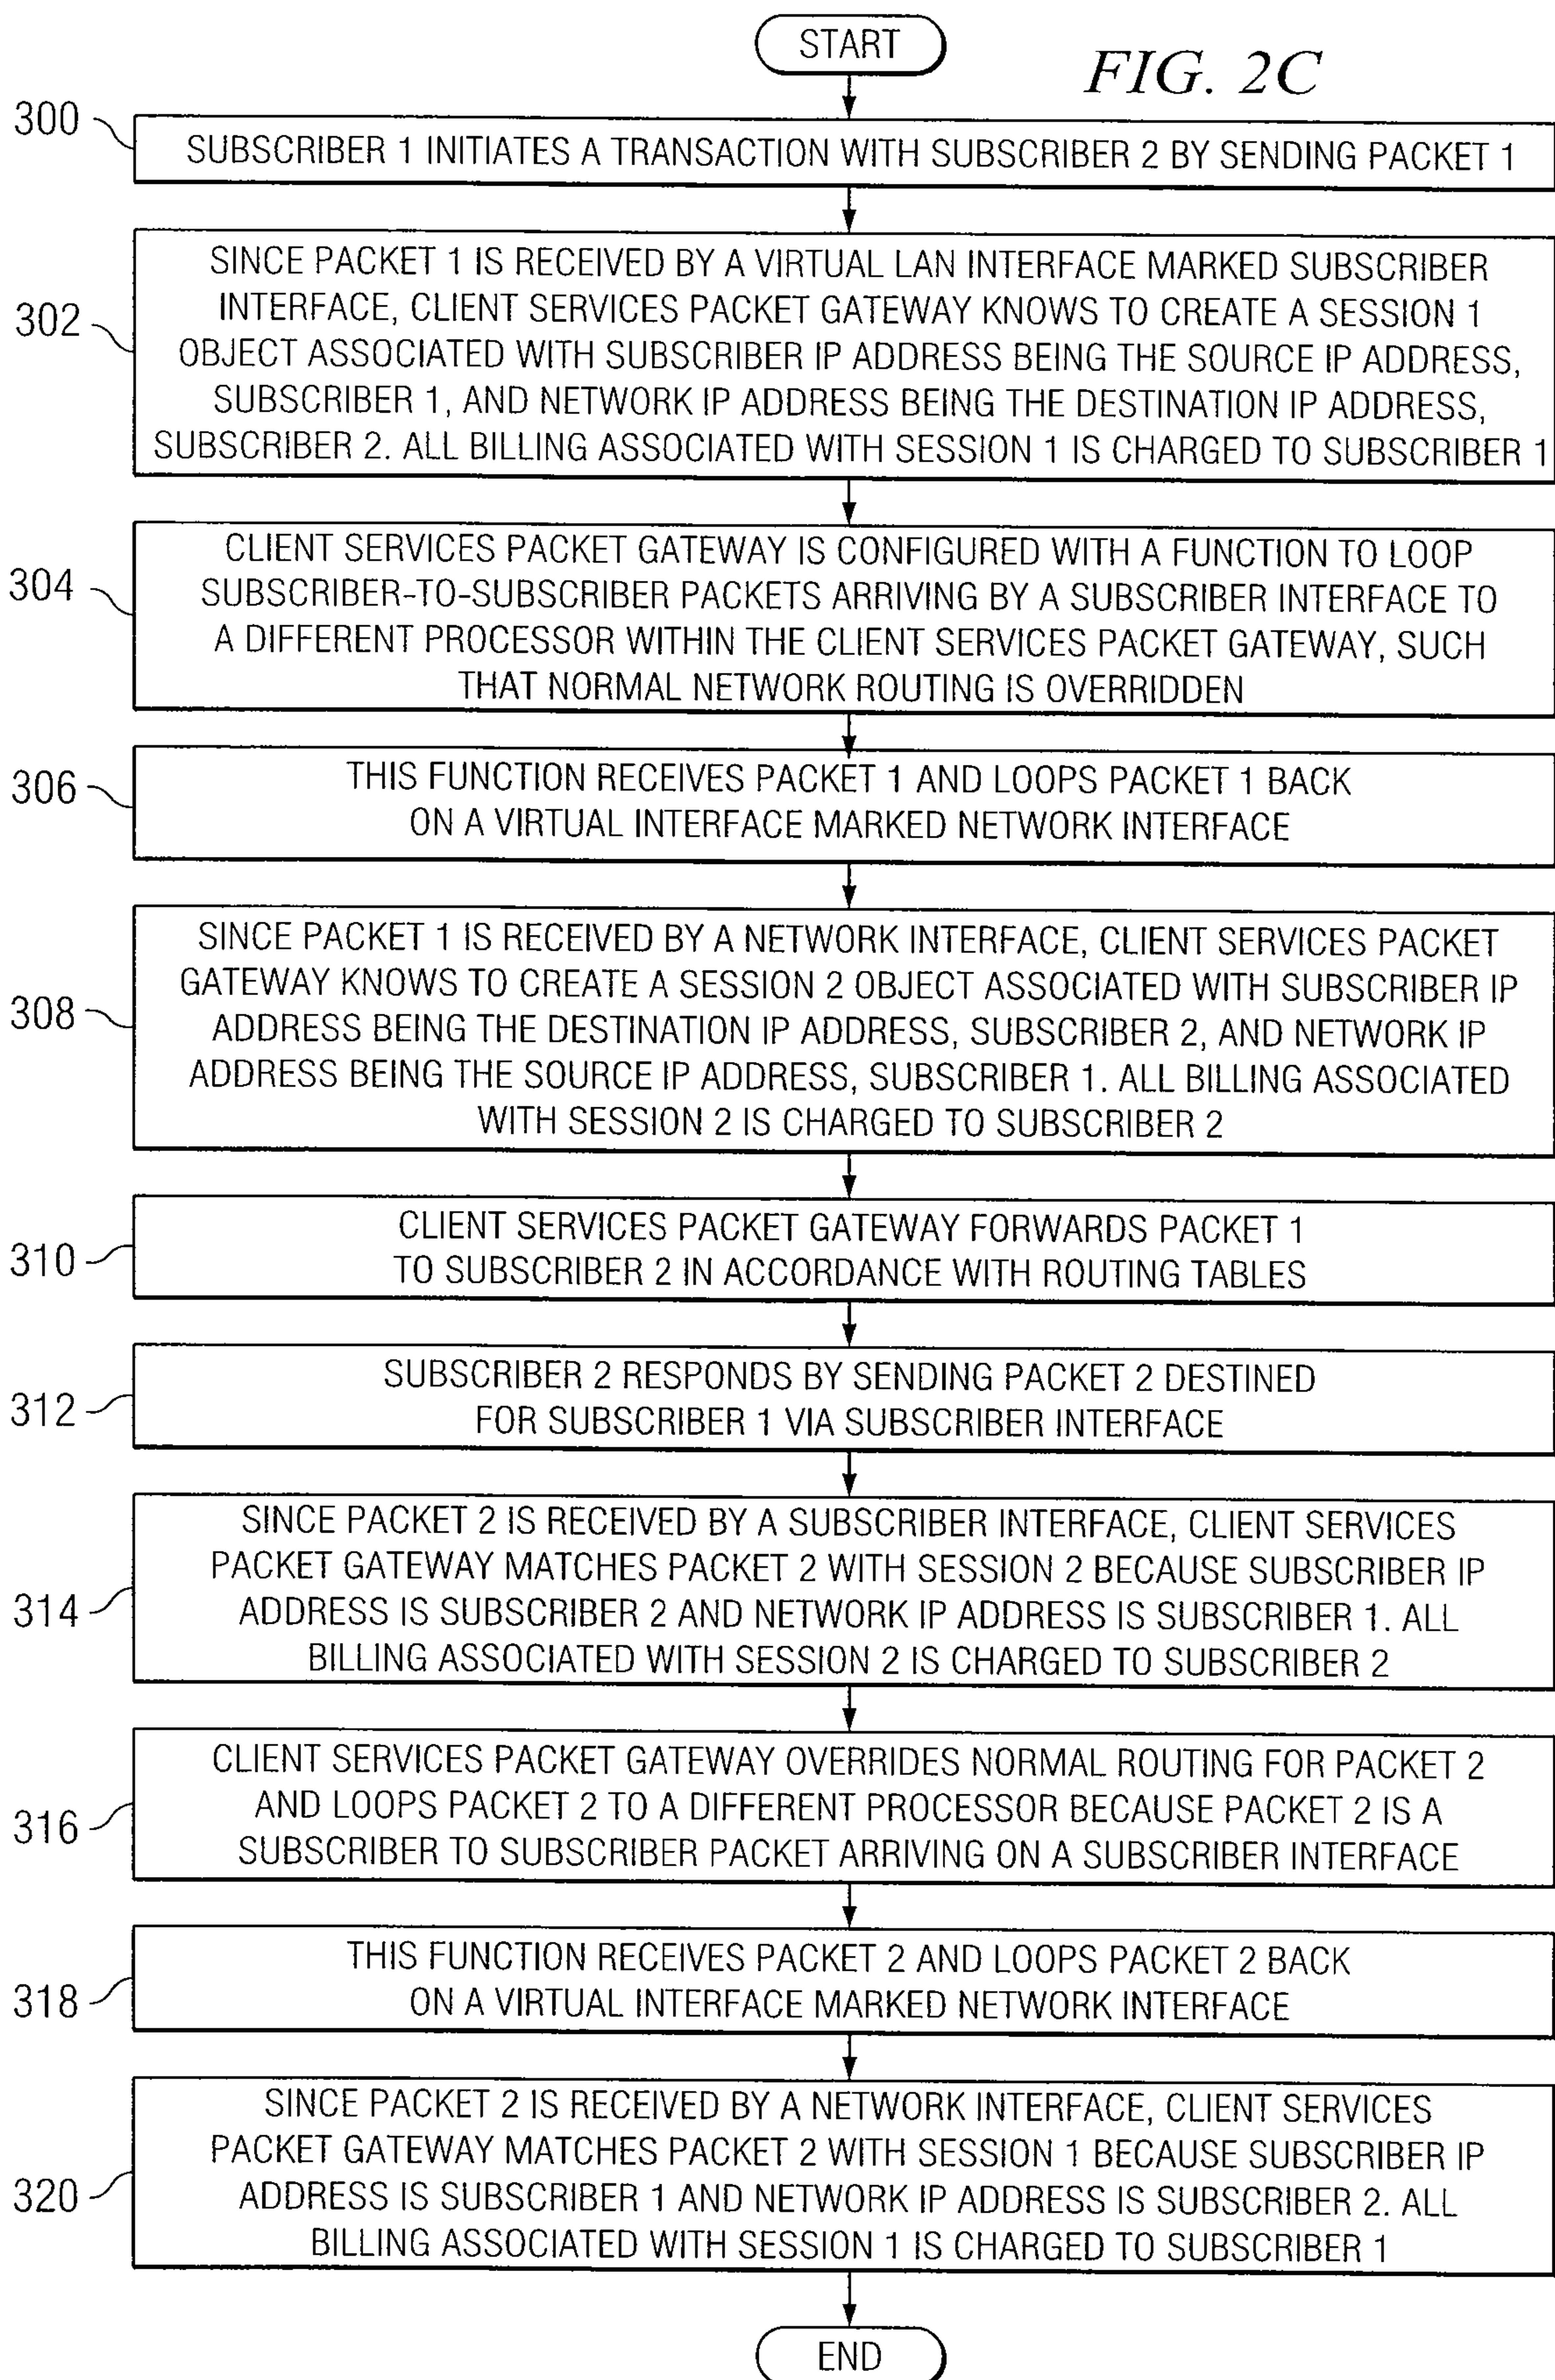 START
FIG. 2C
300
SUBSCRIBER 1 INITIATES A TRANSACTION WITH SUBSCRIBER 2 BY SENDING PACKET 1
302
SINCE PACKET 1 IS RECEIVED BY A VIRTUAL LAN INTERFACE MARKED SUBSCRIBER
INTERFACE, CLIENT SERVICES PACKET GATEWAY KNOWS TO CREATE A SESSION 1
OBJECT ASSOCIATED WITH SUBSCRIBER IP ADDRESS BEING THE SOURCE IP ADDRESS,
SUBSCRIBER 1, AND NETWORK IP ADDRESS BEING THE DESTINATION IP ADDRESS,
SUBSCRIBER 2. ALL BILLING ASSOCIATED WITH SESSION 1 IS CHARGED TO SUBSCRIBER 1
304
CLIENT SERVICES PACKET GATEWAY IS CONFIGURED WITH A FUNCTION TO LOOP
SUBSCRIBER-TO-SUBSCRIBER PACKETS ARRIVING BY A SUBSCRIBER INTERFACE TO
A DIFFERENT PROCESSOR WITHIN THE CLIENT SERVICES PACKET GATEWAY, SUCH
THAT NORMAL NETWORK ROUTING IS OVERRIDDEN
306
THIS FUNCTION RECEIVES PACKET 1 AND LOOPS PACKET 1 BACK
ON A VIRTUAL INTERFACE MARKED NETWORK INTERFACE
308
SINCE PACKET 1 IS RECEIVED BY A NETWORK INTERFACE, CLIENT SERVICES PACKET
GATEWAY KNOWS TO CREATE A SESSION 2 OBJECT ASSOCIATED WITH SUBSCRIBER IP
ADDRESS BEING THE DESTINATION IP ADDRESS, SUBSCRIBER 2, AND NETWORK IP
ADDRESS BEING THE SOURCE IP ADDRESS, SUBSCRIBER 1. ALL BILLING ASSOCIATED
WITH SESSION 2 IS CHARGED TO SUBSCRIBER 2
310
CLIENT SERVICES PACKET GATEWAY FORWARDS PACKET 1
TO SUBSCRIBER 2 IN ACCORDANCE WITH ROUTING TABLES
312
SUBSCRIBER 2 RESPONDS BY SENDING PACKET 2 DESTINED
FOR SUBSCRIBER 1 VIA SUBSCRIBER INTERFACE
314
SINCE PACKET 2 IS RECEIVED BY A SUBSCRIBER INTERFACE, CLIENT SERVICES
PACKET GATEWAY MATCHES PACKET 2 WITH SESSION 2 BECAUSE SUBSCRIBER IP
ADDRESS IS SUBSCRIBER 2 AND NETWORK IP ADDRESS IS SUBSCRIBER 1. ALL
BILLING ASSOCIATED WITH SESSION 2 IS CHARGED TO SUBSCRIBER 2
316
CLIENT SERVICES PACKET GATEWAY OVERRIDES NORMAL ROUTING FOR PACKET 2
AND LOOPS PACKET 2 TO A DIFFERENT PROCESSOR BECAUSE PACKET 2 IS A
SUBSCRIBER TO SUBSCRIBER PACKET ARRIVING ON A SUBSCRIBER INTERFACE
318
THIS FUNCTION RECEIVES PACKET 2 AND LOOPS PACKET 2 BACK
ON A VIRTUAL INTERFACE MARKED NETWORK INTERFACE
320
SINCE PACKET 2 IS RECEIVED BY A NETWORK INTERFACE, CLIENT SERVICES
PACKET GATEWAY MATCHES PACKET 2 WITH SESSION 1 BECAUSE SUBSCRIBER IP
ADDRESS IS SUBSCRIBER 1 AND NETWORK IP ADDRESS IS SUBSCRIBER 2. ALL
BILLING ASSOCIATED WITH SESSION 1 IS CHARGED TO SUBSCRIBER 1
END